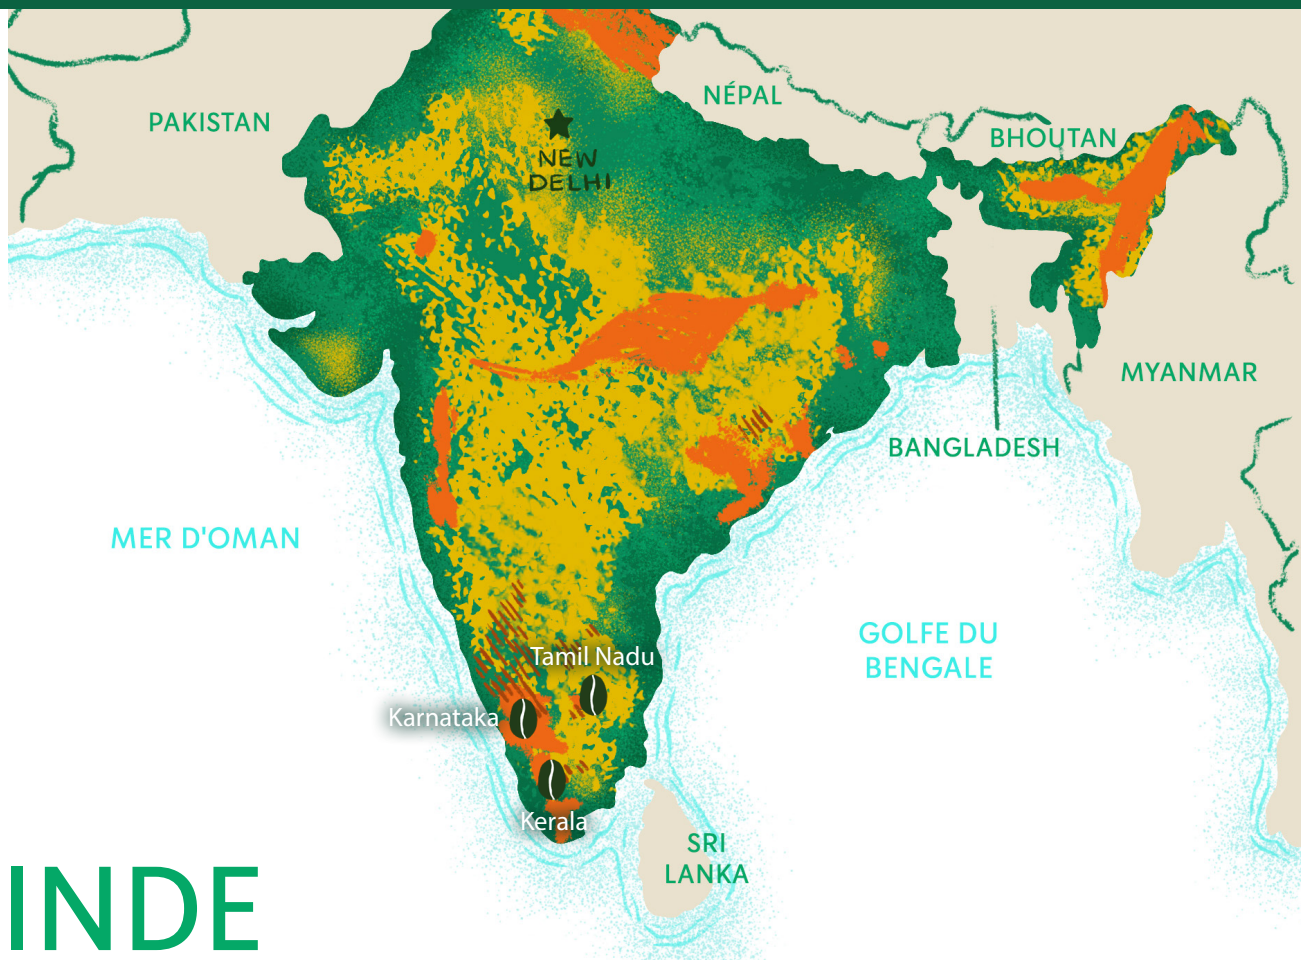 PAKISTAN
NÉPAL
BHOUTAN
NEW
DELHI
MYANMAR
BANGLADESH
MER D'OMAN
GOLFE DU
BENGALE
Tamil Nadu
Karnataka
Kerala
SRI
LANKA
INDE